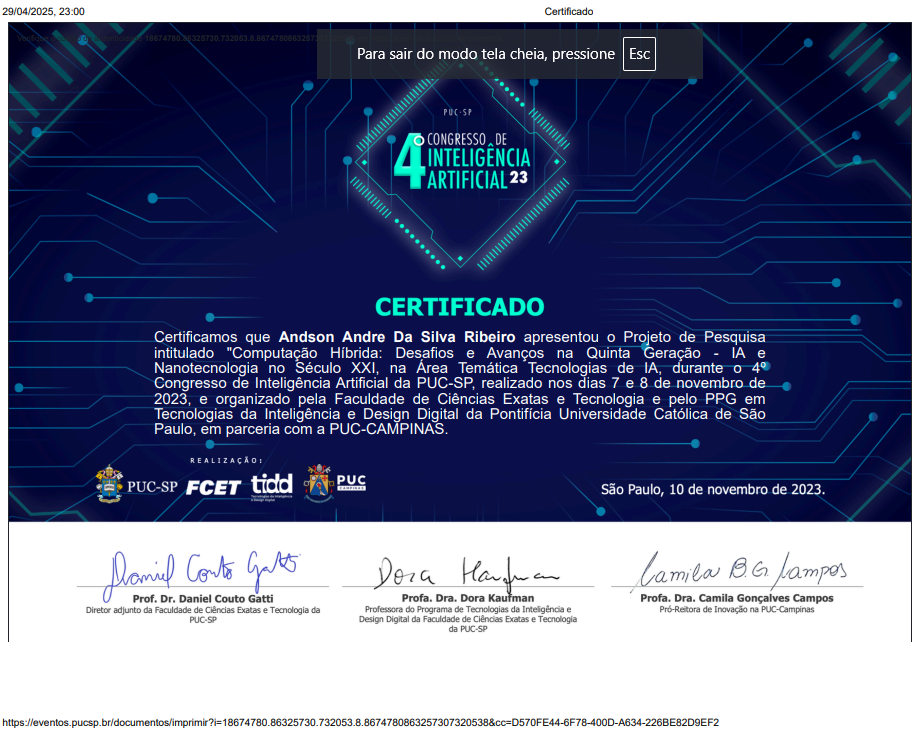 29/04/2025, 23:00 Certificado
Para sair do modo tela cheia, pressione Esc
PUC-SP
4º CONGRESSO DE
INTELIGÊNCIA
ARTIFICIAL 23
CERTIFICADO
Certificamos que Andson Andre Da Silva Ribeiro apresentou o Projeto de Pesquisa
intitulado "Computação Híbrida: Desafios e Avanços na Quinta Geração - IA e
Nanotecnologia no Século XXI, na Área Temática Tecnologias de IA, durante o 4º
Congresso de Inteligência Artificial da PUC-SP, realizado nos dias 7 e 8 de novembro de
2023, e organizado pela Faculdade de Ciências Exatas e Tecnologia e pelo PPG em
Tecnologias da Inteligência e Design Digital da Pontifícia Universidade Católica de São
Paulo, em parceria com a PUC-CAMPINAS.
REALIZAÇÃO:
PUC-SP FCET tidd PUC
Tecnologias da Inteligência
e Design Digital
CAMPINAS
São Paulo, 10 de novembro de 2023.
Daniel Couto Gatti
Dora Kaufman
Camila B.G. Campos
Prof. Dr. Daniel Couto Gatti
Diretor adjunto da Faculdade de Ciências Exatas e Tecnologia da
PUC-SP
Profa. Dra. Dora Kaufman
Professora do Programa de Tecnologias da Inteligência e
Design Digital da Faculdade de Ciências Exatas e Tecnologia
da PUC-SP
Profa. Dra. Camila Gonçalves Campos
Pró-Reitora de Inovação na PUC-Campinas
https://eventos.pucsp.br/documentos/imprimir?i=18674780.86325730.732053.8.8674780863257307320538&cc=D570FE44-6F78-400D-A634-226BE82D9EF2